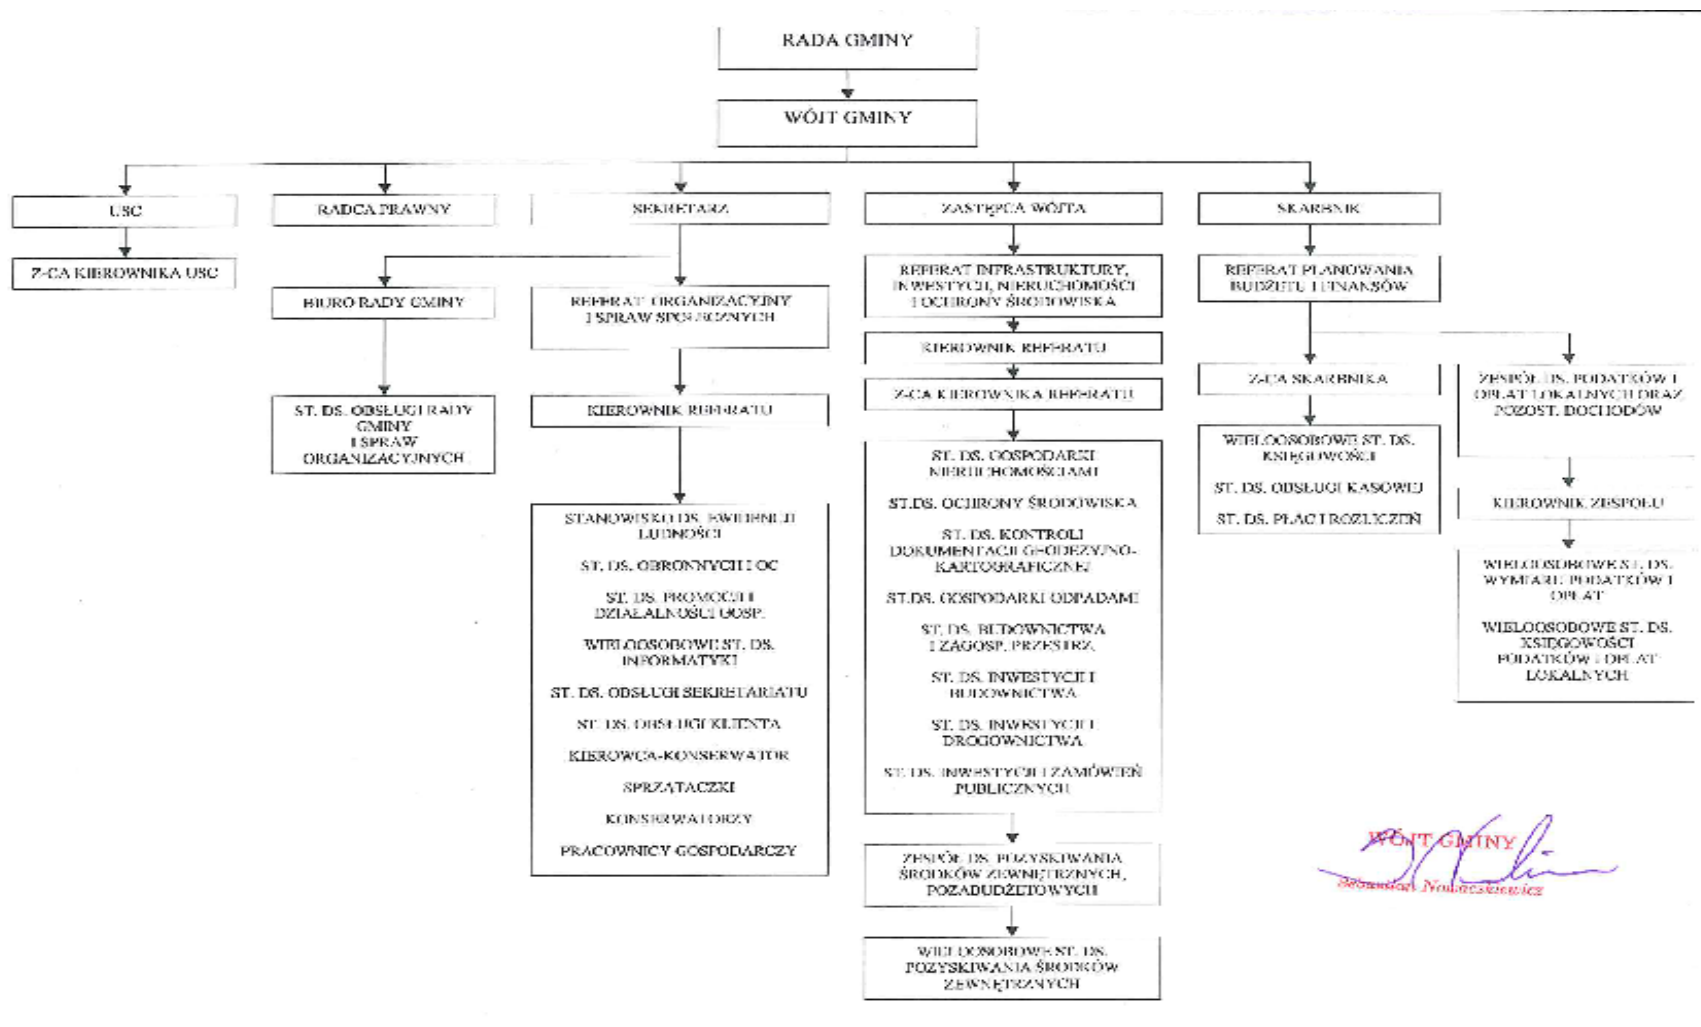 RADA GMINY
WÓJT GMINY
USC
RADCA PRAWNY
SEKRETARZ
ZASTĘPCA WÓJTA
SKARBNIK
Z-CA KIEROWNIKA USC
BIURO RADY GMINY
REFERAT ORGANIZACYJNY
I SPRAW SPOŁECZNYCH
REFERAT INFRASTRUKTURY,
INWESTYCJI, NIERUCHOMOŚCI
I OCHRONY ŚRODOWISKA
REFERAT PLANOWANIA
BUDŻETU I FINANSÓW
KIEROWNIK REFERATU
Z-CA KIEROWNIKA REFERATU
Z-CA SKARBNIKA
ZESPÓŁ DS. PODATKÓW I
OPŁAT LOKALNYCH ORAZ
POZOST. DOCHODÓW
ST. DS. OBSŁUGI RADY
GMINY
I SPRAW
ORGANIZACYJNYCH
KIEROWNIK REFERATU
STANOWISKO DS. EWIDENCJI
LUDNOŚCI
ST. DS. OBRONNYCH I OC
ST. DS. PROMOCJI I
DZIAŁALNOŚCI GOSP.
WIELOOSOBOWE ST. DS.
INFORMATYKI
ST. DS. OBSŁUGI SEKRETARIATU
ST. DS. OBSŁUGI KLIENTA
KIEROWCA-KONSERWATOR
SPRZĄTACZKI
KONSERWATORZY
PRACOWNICY GOSPODARCZY
ST. DS. GOSPODARKI
NIERUCHOMOŚCIAMI
ST.DS. OCHRONY ŚRODOWISKA
ST. DS. KONTROLI
DOKUMENTACJI GEODEZYJNO-
KARTOGRAFICZNEJ
ST.DS. GOSPODARKI ODPADAMI
ST. DS. BUDOWNICTWA
I ZAGOSP. PRZESTRZ.
ST. DS. INWESTYCJI I
BUDOWNICTWA
ST. DS. INWESTYCJI I
DROGOWNICTWA
ST. DS. INWESTYCJI I ZAMÓWIEŃ
PUBLICZNYCH
ZESPÓŁ DS. POZYSKIWANIA
ŚRODKÓW ZEWNĘTRZNYCH,
POZABUDŻETOWYCH
WIELOOSOBOWE ST. DS.
POZYSKIWANIA ŚRODKÓW
ZEWNĘTRZNYCH
WIELOOSOBOWE ST. DS.
KSIĘGOWOŚCI
ST. DS. OBSŁUGI KASOWEJ
ST. DS. PŁAC I ROZLICZEŃ
KIEROWNIK ZESPOŁU
WIELOOSOBOWE ST. DS.
WYMIARU PODATKÓW I
OPŁAT
WIELOOSOBOWE ST. DS.
KSIĘGOWOŚCI
PODATKÓW I OPŁAT
LOKALNYCH
WÓJT GMINY